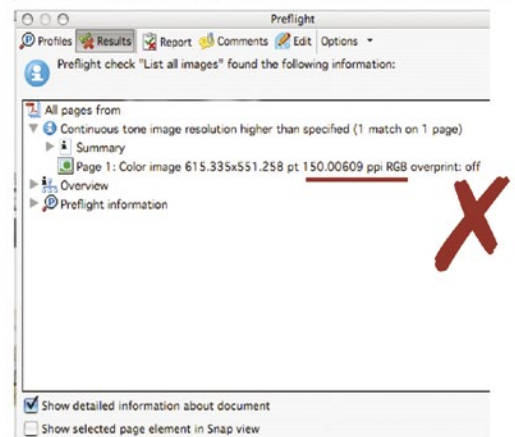 Preflight
Profiles Results Report Comments Edit Options
Preflight check "List all images" found the following information:
All pages from
Continuous tone image resolution higher than specified (1 match on 1 page)
Summary
Page 1: Color image 615.335x551.258 pt 150.00609 ppi RGB overprint: off
Overview
Preflight information
Show detailed information about document
Show selected page element in Snap view